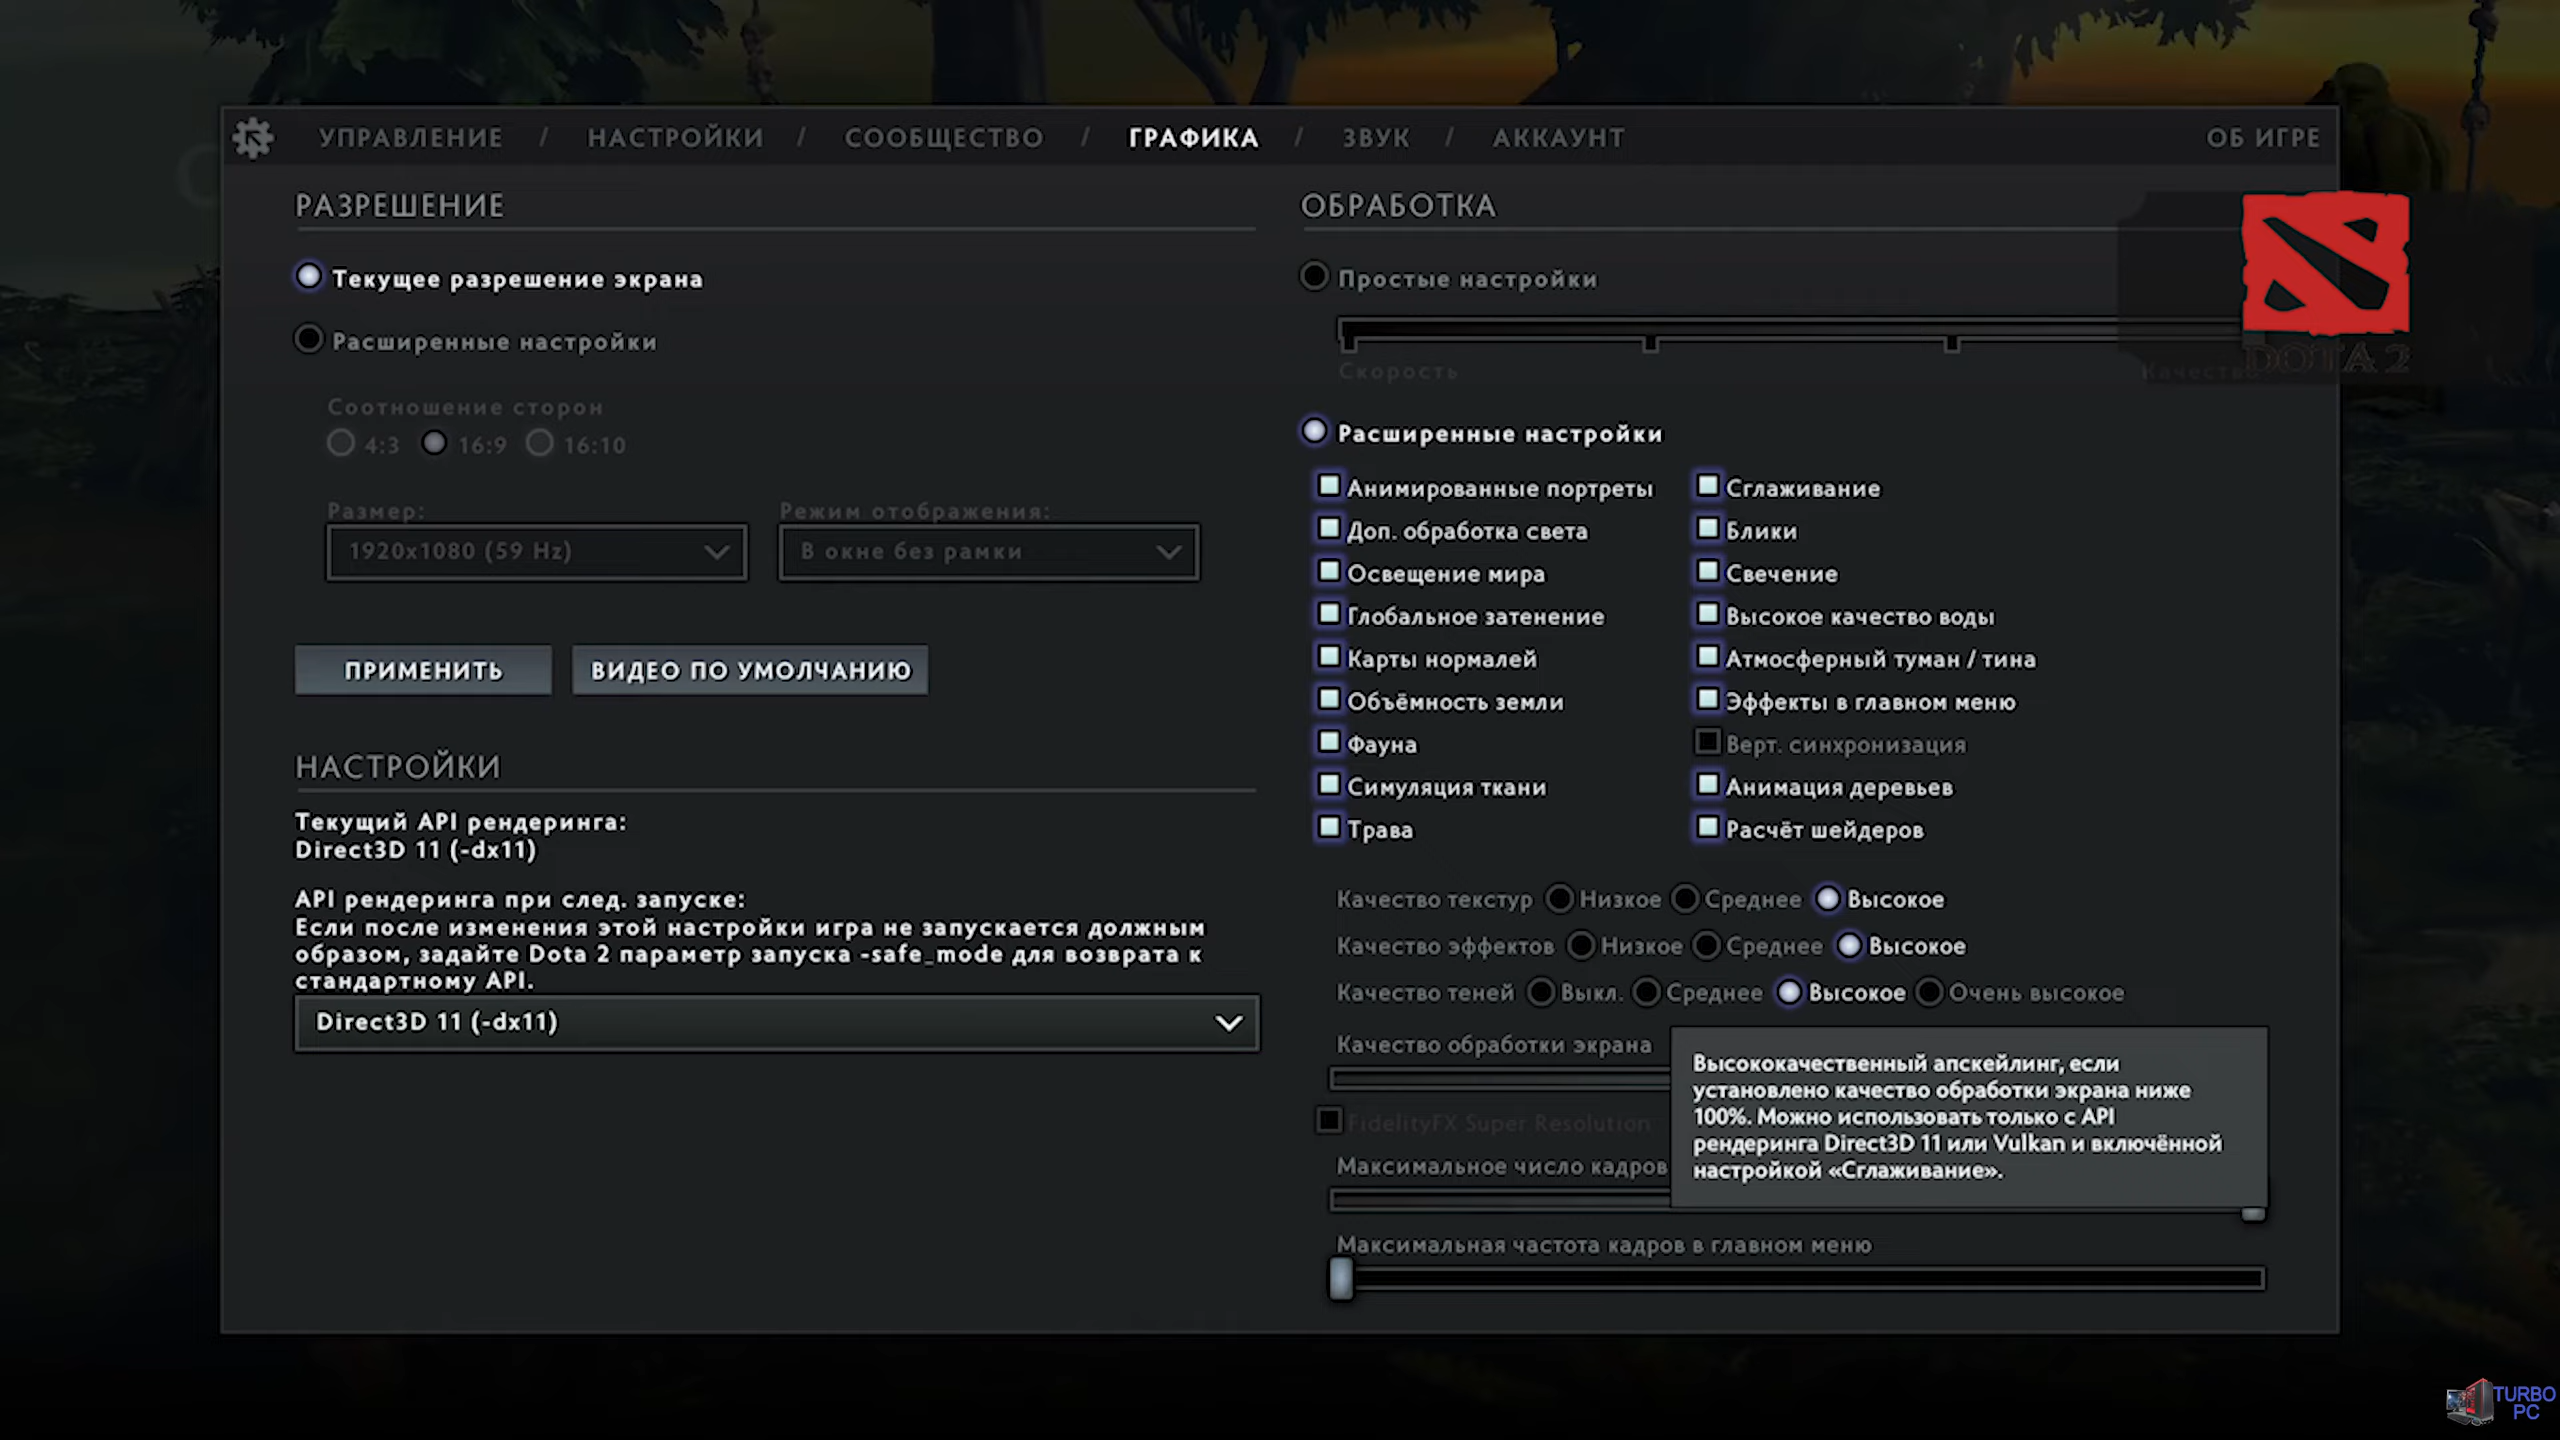 УПРАВЛЕНИЕ / НАСТРОЙКИ / СООБЩЕСТВО / ГРАФИКА / ЗВУК / АККАУНТ ОБ ИГРЕ
РАЗРЕШЕНИЕ
Текущее разрешение экрана
Расширенные настройки
Соотношение сторон
4:3 16:9 16:10
Размер: Режим отображения:
1920x1080 (59 Hz) В окне без рамки
ПРИМЕНИТЬ ВИДЕО ПО УМОЛЧАНИЮ
НАСТРОЙКИ
Текущий API рендеринга:
Direct3D 11 (-dx11)
API рендеринга при след. запуске:
Если после изменения этой настройки игра не запускается должным
образом, задайте Dota 2 параметр запуска -safe_mode для возврата к
стандартному API.
Direct3D 11 (-dx11)
ОБРАБОТКА
Простые настройки
Скорость Качество
DOTA 2
Расширенные настройки
Анимированные портреты Сглаживание
Доп. обработка света Блики
Освещение мира Свечение
Глобальное затенение Высокое качество воды
Карты нормалей Атмосферный туман / тина
Объёмность земли Эффекты в главном меню
Фауна Верт. синхронизация
Симуляция ткани Анимация деревьев
Трава Расчёт шейдеров
Качество текстур Низкое Среднее Высокое
Качество эффектов Низкое Среднее Высокое
Качество теней Выкл. Среднее Высокое Очень высокое
Качество обработки экрана
FidelityFX Super Resolution
Максимальное число кадров
Высококачественный апскейлинг, если
установлено качество обработки экрана ниже
100%. Можно использовать только с API
рендеринга Direct3D 11 или Vulkan и включённой
настройкой «Сглаживание».
Максимальная частота кадров в главном меню
TURBO
PC